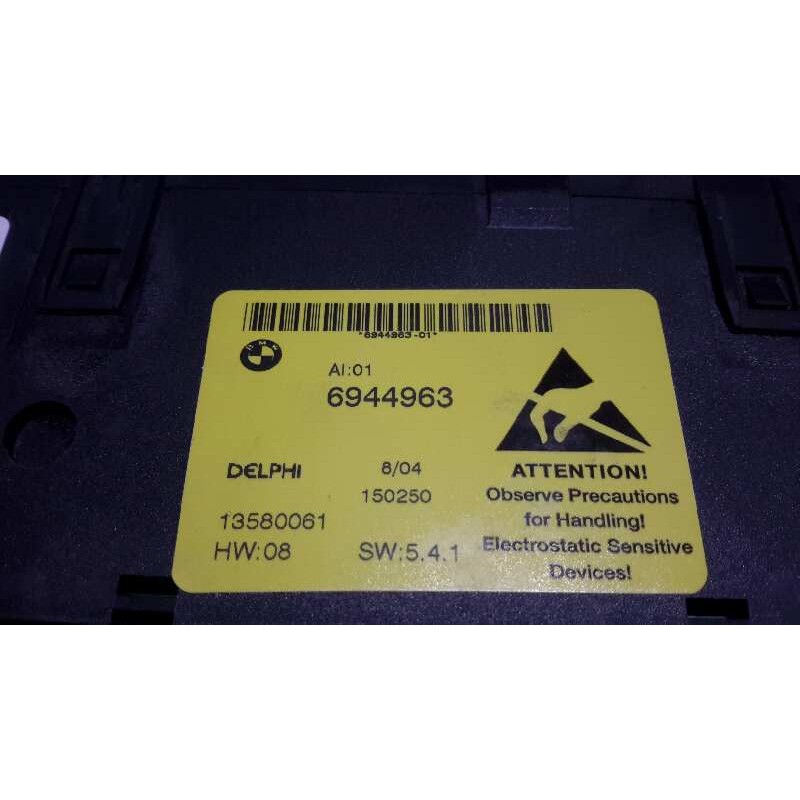 *6944963-01*
BMW
AI:01
6944963
DELPHI 8/04
150250
13580061
HW:08 SW:5.4.1
ATTENTION!
Observe Precautions
for Handling!
Electrostatic Sensitive
Devices!